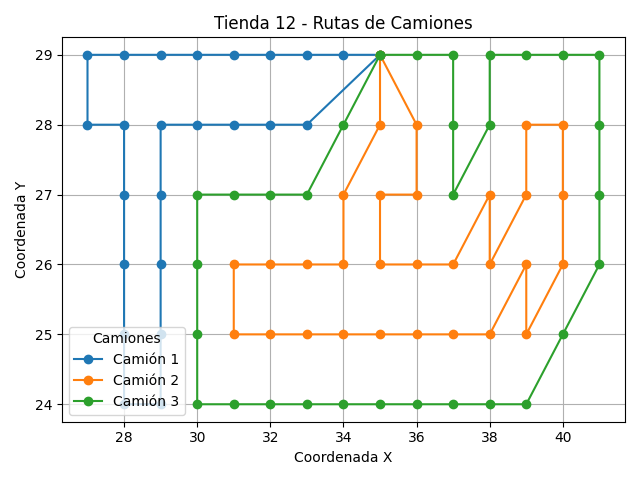 Tienda 12 - Rutas de Camiones
Coordenada Y
29
28
27
26
25
24
Camiones
Camión 1
Camión 2
Camión 3
28 30 32 34 36 38 40
Coordenada X